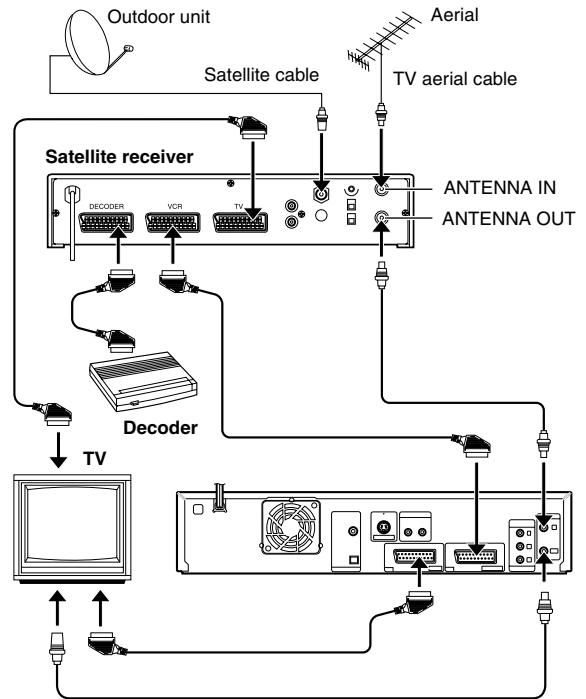 Outdoor unit
Aerial
Satellite cable
TV aerial cable
Satellite receiver
DECODER
VCR
TV
ANTENNA IN
ANTENNA OUT
Decoder
TV